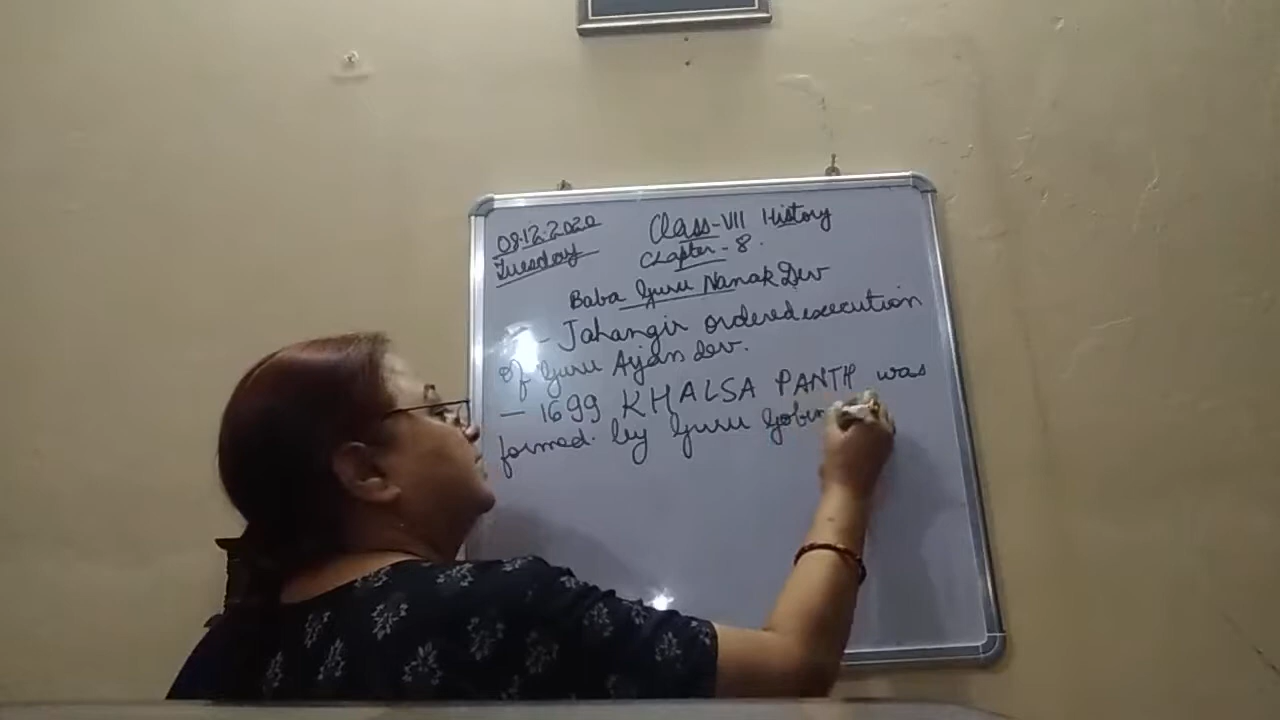 08.12.2020 Class-VII History
Tuesday Chapter-8.
Baba Guru Nanak Dev
- Jahangir ordered execution
of Guru Arjan Dev.
- 1699 KHALSA PANTH was
formed. by Guru Gobin